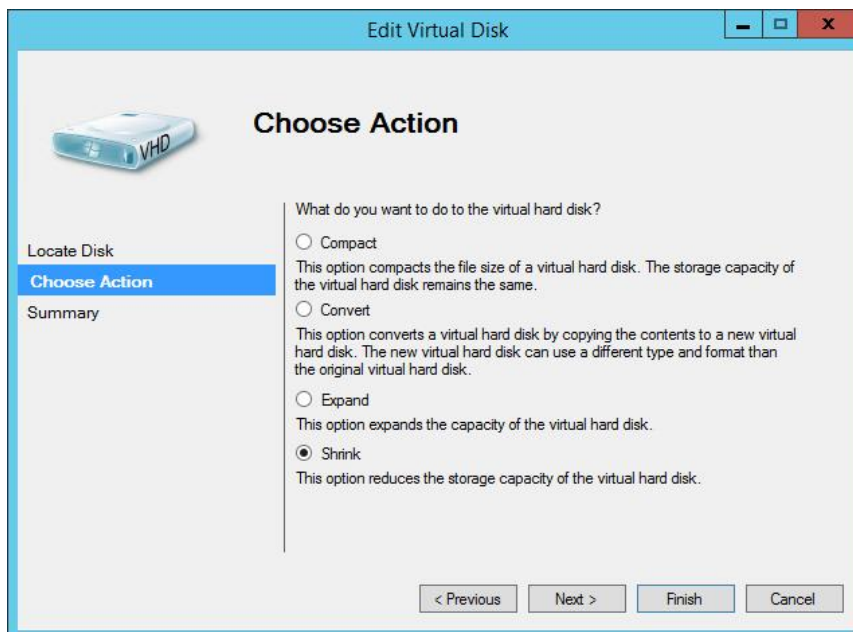 Edit Virtual Disk
Choose Action
VHD
What do you want to do to the virtual hard disk?
Locate Disk
Choose Action
Summary
Compact
This option compacts the file size of a virtual hard disk. The storage capacity of
the virtual hard disk remains the same.
Convert
This option converts a virtual hard disk by copying the contents to a new virtual
hard disk. The new virtual hard disk can use a different type and format than
the original virtual hard disk.
Expand
This option expands the capacity of the virtual hard disk.
Shrink
This option reduces the storage capacity of the virtual hard disk.
< Previous
Next >
Finish
Cancel